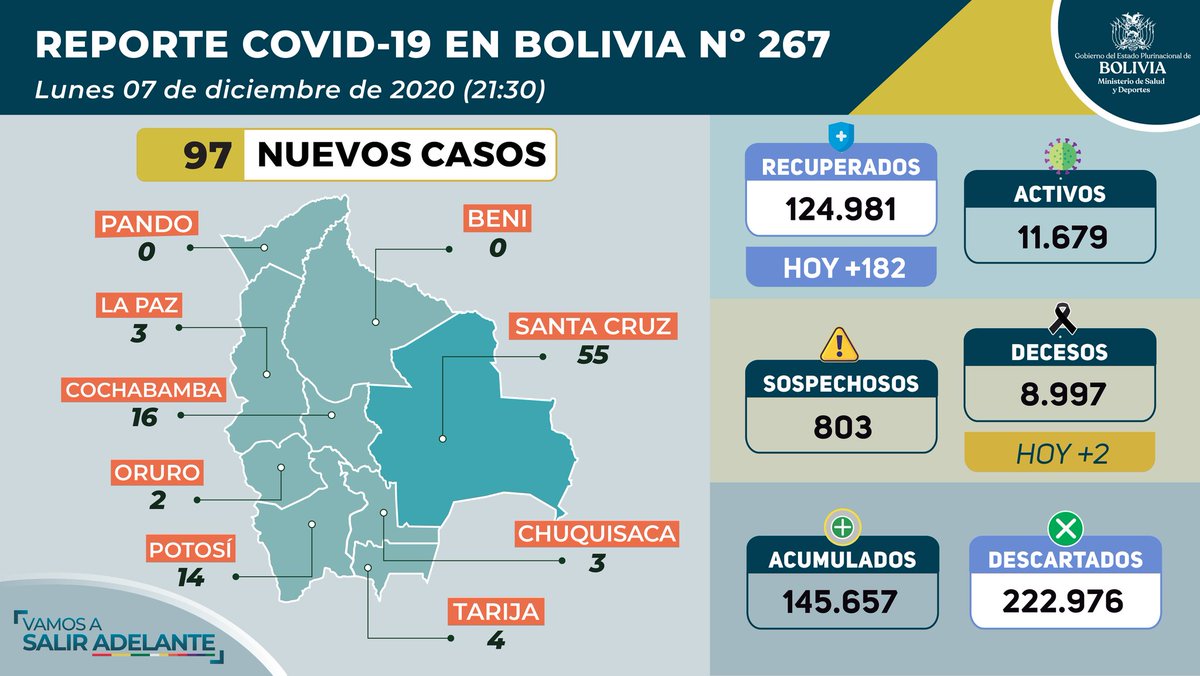 REPORTE COVID-19 EN BOLIVIA Nº 267
Lunes 07 de diciembre de 2020 (21:30)
Gobierno del Estado Plurinacional de
BOLIVIA
Ministerio de Salud
y Deportes
97 NUEVOS CASOS
PANDO
0
BENI
0
LA PAZ
3
SANTA CRUZ
55
COCHABAMBA
16
ORURO
2
POTOSÍ
14
CHUQUISACA
3
TARIJA
4
VAMOS A
SALIR ADELANTE
RECUPERADOS
124.981
HOY +182
ACTIVOS
11.679
SOSPECHOSOS
803
DECESOS
8.997
HOY +2
ACUMULADOS
145.657
DESCARTADOS
222.976